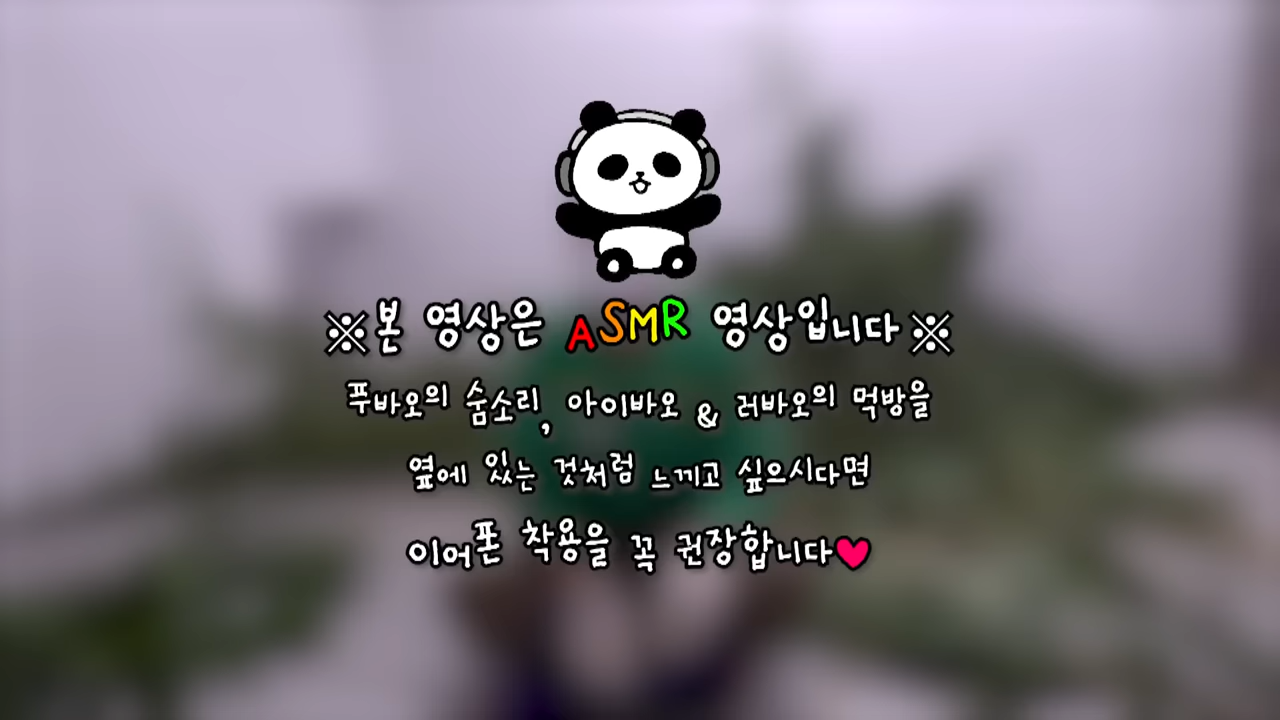 ※본 영상은 ASMR 영상입니다※
푸바오의 숨소리, 아이바오 & 러바오의 먹방을
옆에 있는 것처럼 느끼고 싶으시다면
이어폰 착용을 꼭 권장합니다♥